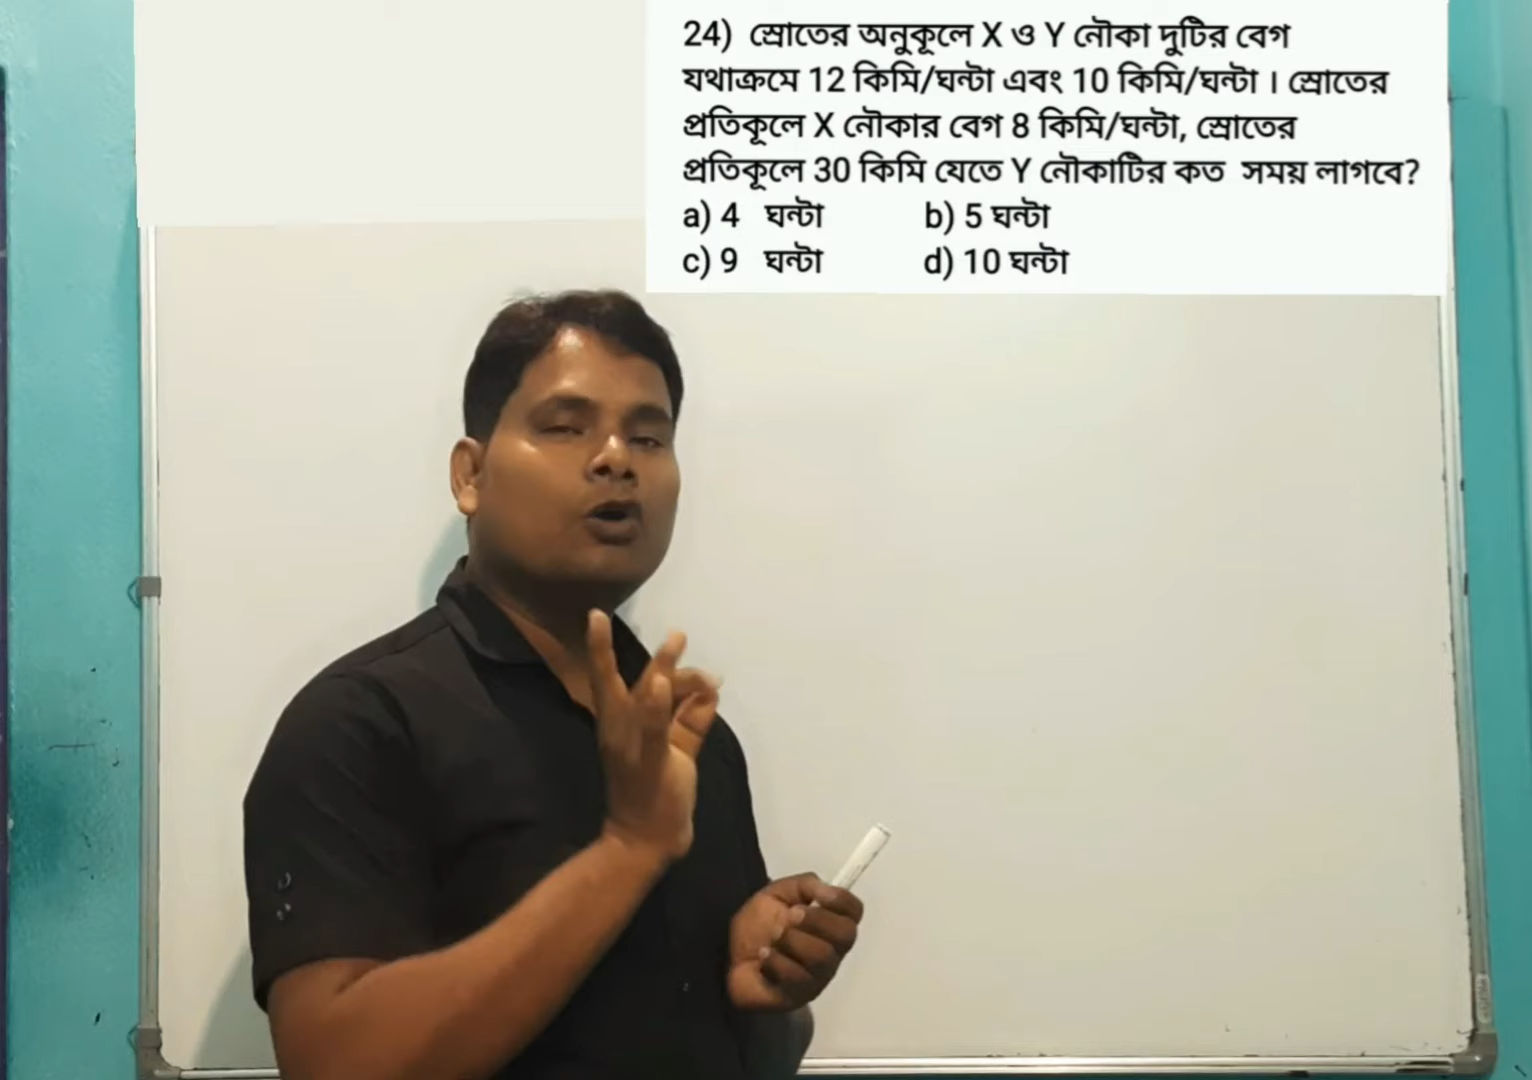 24) স্রোতের অনুকূলে X ও Y নৌকা দুটির বেগ
যথাক্রমে 12 কিমি/ঘন্টা এবং 10 কিমি/ঘন্টা । স্রোতের
প্রতিকূলে X নৌকার বেগ 8 কিমি/ঘন্টা, স্রোতের
প্রতিকূলে 30 কিমি যেতে Y নৌকাটির কত সময় লাগবে?
a) 4 ঘন্টা b) 5 ঘন্টা
c) 9 ঘন্টা d) 10 ঘন্টা